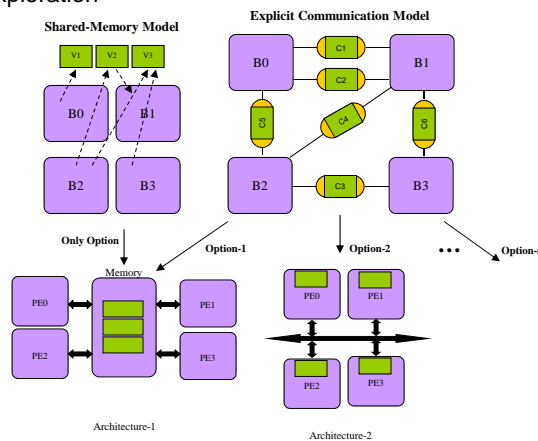 xploration
Shared-Memory Model
Explicit Communication Model
V1 V2 V3
C1
B0 B1
C2
B0 B1
C5 C4 C6
B2 B3
B2 C3 B3
Only Option
Option-1
Option-2
•••
Option-
Memory
PE0 PE1
PE0 PE1
PE2 PE3
PE2 PE3
Architecture-1
Architecture-2